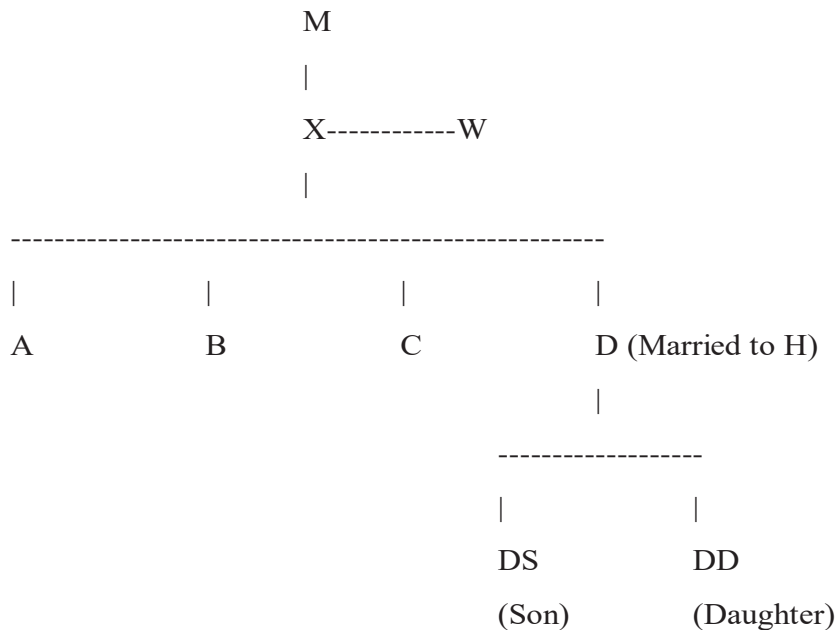 M
|
X------------W
|
-------------------------------------------------------
| | | |
A B C D (Married to H)
|
-------------------
| |
DS DD
(Son) (Daughter)